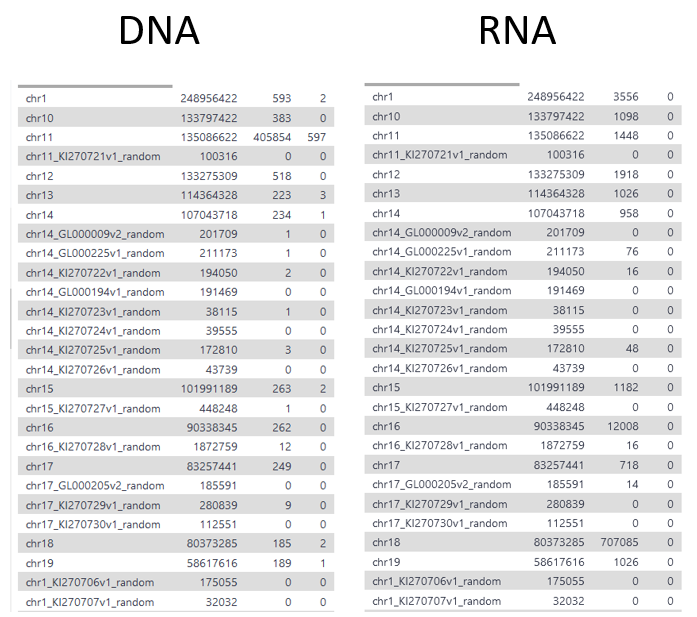 DNA RNA
chr1 248956422 593 2 chr1 248956422 3556 0
chr10 133797422 383 0 chr10 133797422 1098 0
chr11 135086622 405854 597 chr11 135086622 1448 0
chr11_KI270721v1_random 100316 0 0 chr11_KI270721v1_random 100316 0 0
chr12 133275309 518 0 chr12 133275309 1918 0
chr13 114364328 223 3 chr13 114364328 1026 0
chr14 107043718 234 1 chr14 107043718 958 0
chr14_GL000009v2_random 201709 1 0 chr14_GL000009v2_random 201709 0 0
chr14_GL000225v1_random 211173 1 0 chr14_GL000225v1_random 211173 76 0
chr14_KI270722v1_random 194050 2 0 chr14_KI270722v1_random 194050 16 0
chr14_GL000194v1_random 191469 0 0 chr14_GL000194v1_random 191469 0 0
chr14_KI270723v1_random 38115 1 0 chr14_KI270723v1_random 38115 0 0
chr14_KI270724v1_random 39555 0 0 chr14_KI270724v1_random 39555 0 0
chr14_KI270725v1_random 172810 3 0 chr14_KI270725v1_random 172810 48 0
chr14_KI270726v1_random 43739 0 0 chr14_KI270726v1_random 43739 0 0
chr15 101991189 263 2 chr15 101991189 1182 0
chr15_KI270727v1_random 448248 1 0 chr15_KI270727v1_random 448248 0 0
chr16 90338345 262 0 chr16 90338345 12008 0
chr16_KI270728v1_random 1872759 12 0 chr16_KI270728v1_random 1872759 16 0
chr17 83257441 249 0 chr17 83257441 718 0
chr17_GL000205v2_random 185591 0 0 chr17_GL000205v2_random 185591 14 0
chr17_KI270729v1_random 280839 9 0 chr17_KI270729v1_random 280839 0 0
chr17_KI270730v1_random 112551 0 0 chr17_KI270730v1_random 112551 0 0
chr18 80373285 185 2 chr18 80373285 707085 0
chr19 58617616 189 1 chr19 58617616 1026 0
chr1_KI270706v1_random 175055 0 0 chr1_KI270706v1_random 175055 0 0
chr1_KI270707v1_random 32032 0 0 chr1_KI270707v1_random 32032 0 0